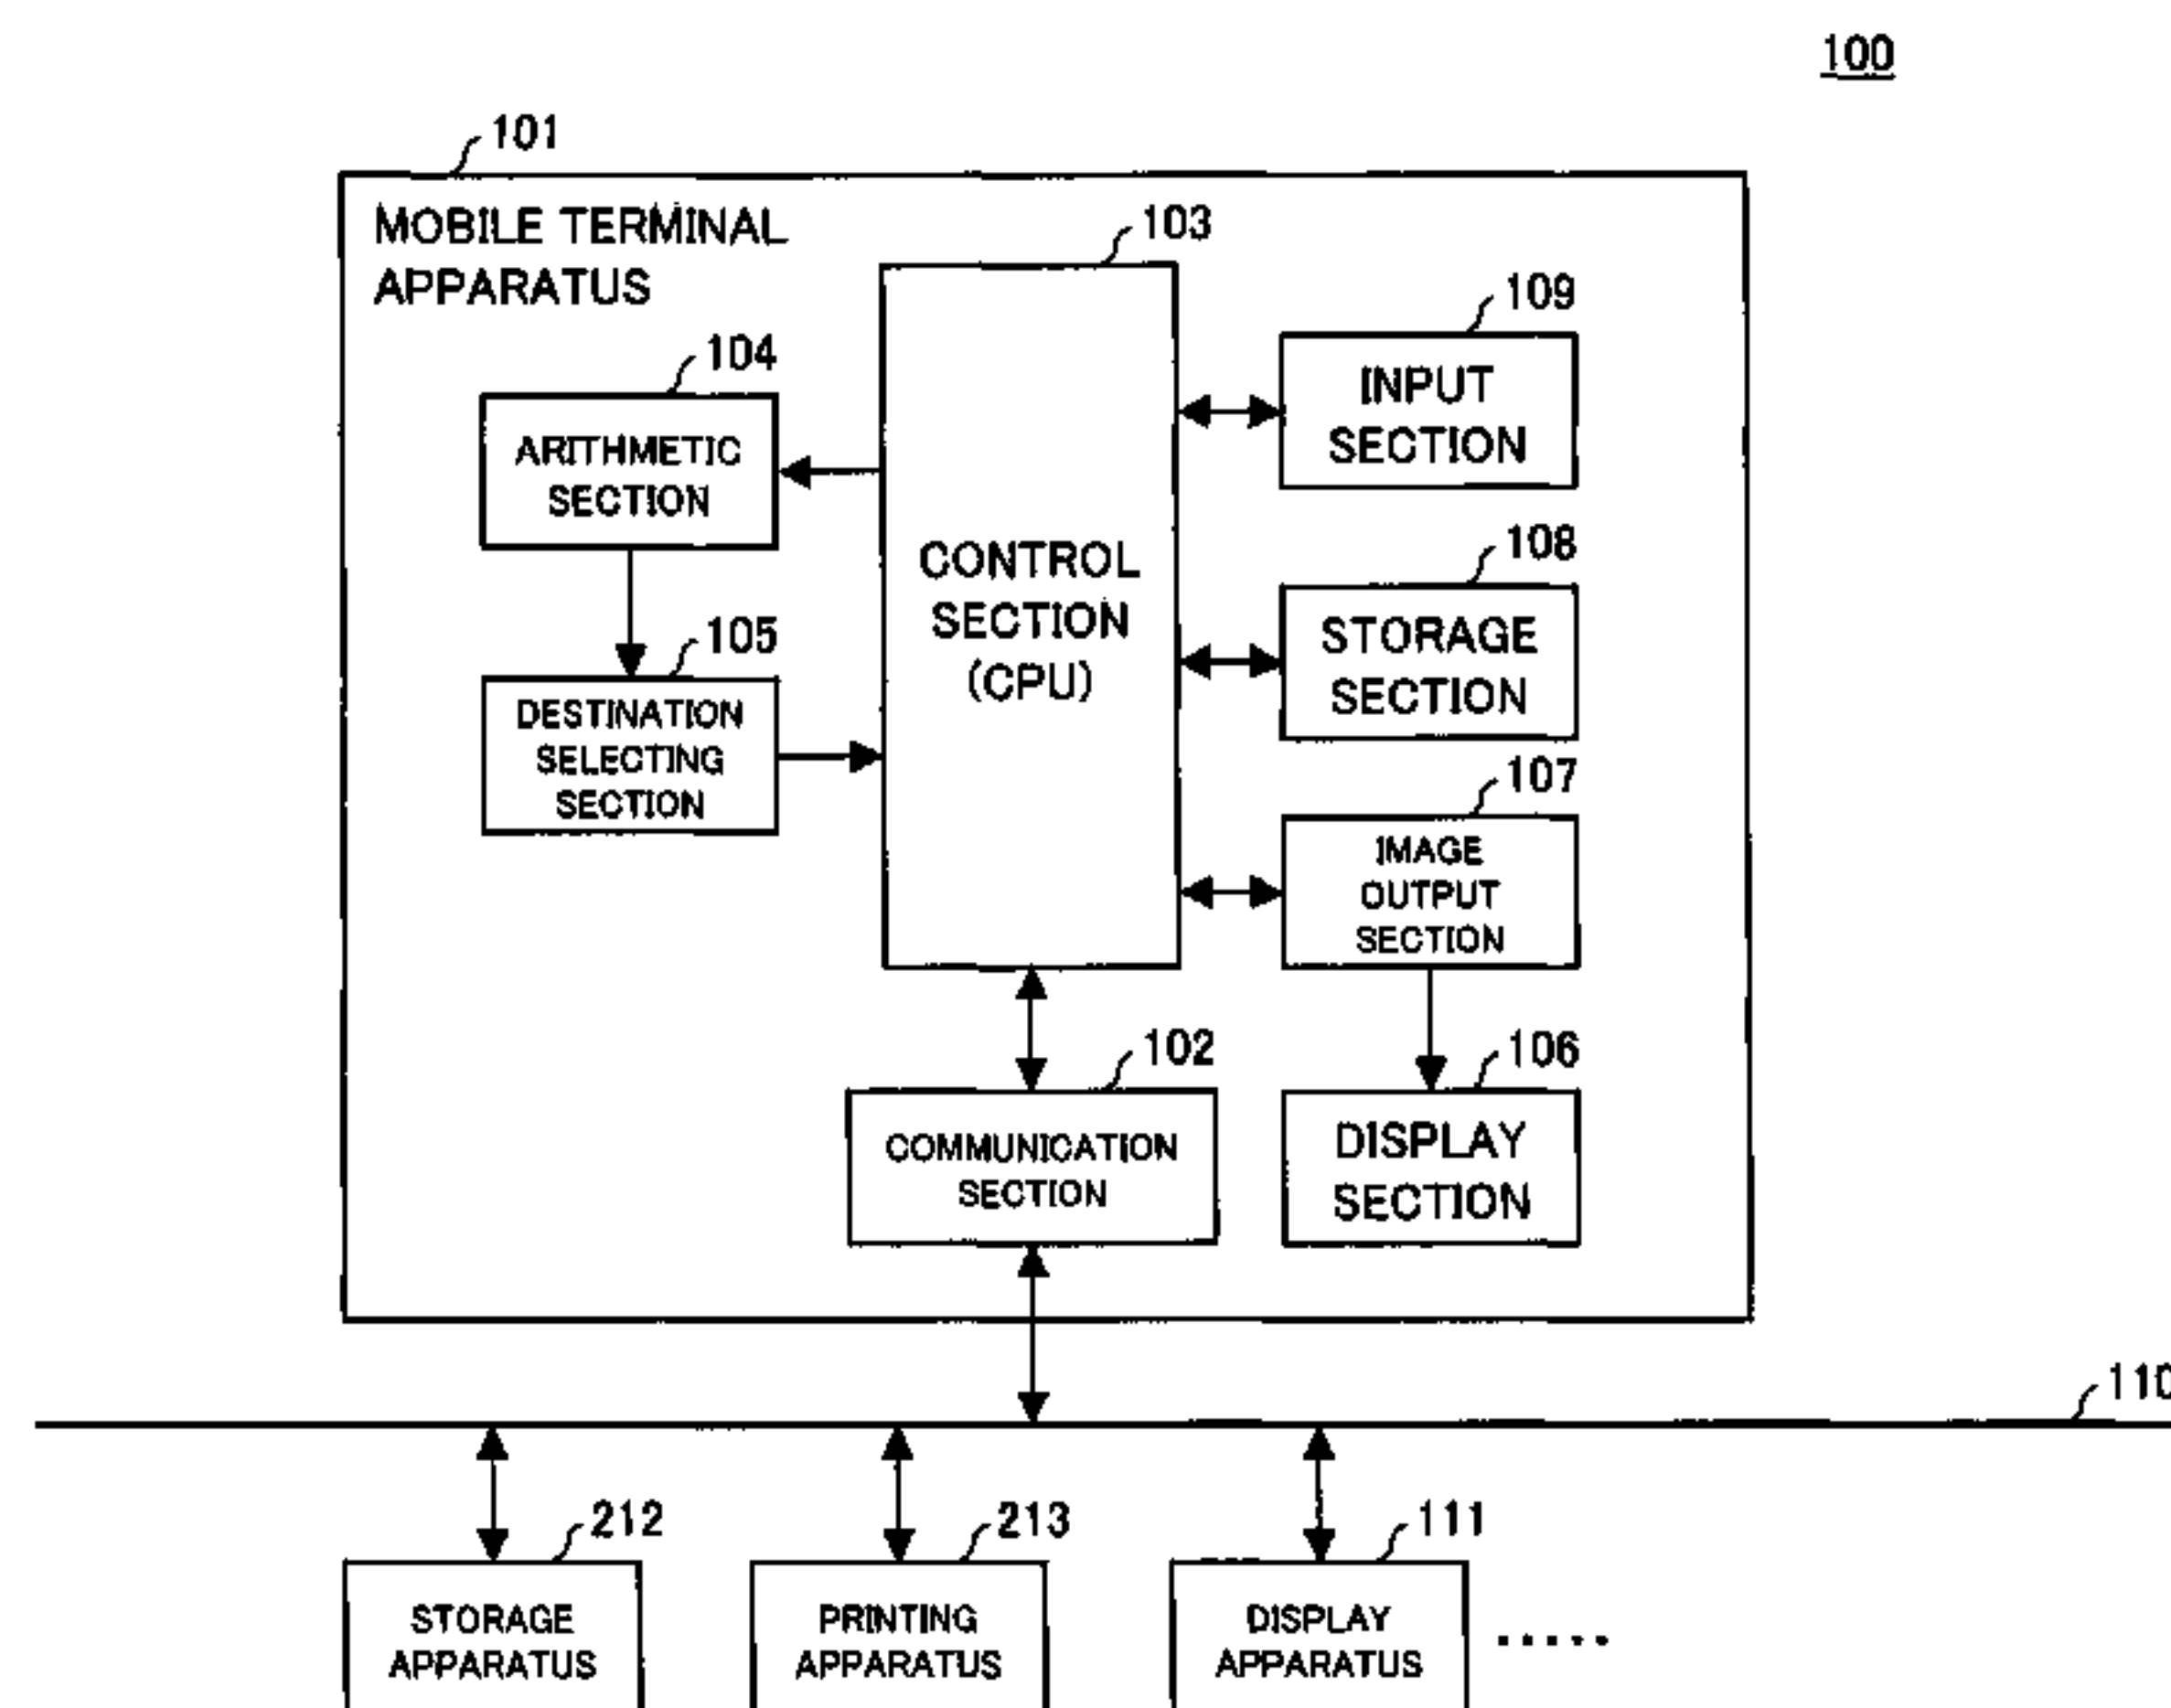 100
101
MOBILE TERMINAL
APPARATUS
103
109
INPUT
SECTION
104
ARITHMETIC
SECTION
CONTROL
SECTION
(CPU)
108
STORAGE
SECTION
105
DESTINATION
SELECTING
SECTION
107
IMAGE
OUTPUT
SECTION
102
COMMUNICATION
SECTION
106
DISPLAY
SECTION
110
212
STORAGE
APPARATUS
213
PRINTING
APPARATUS
111
DISPLAY
APPARATUS
.....